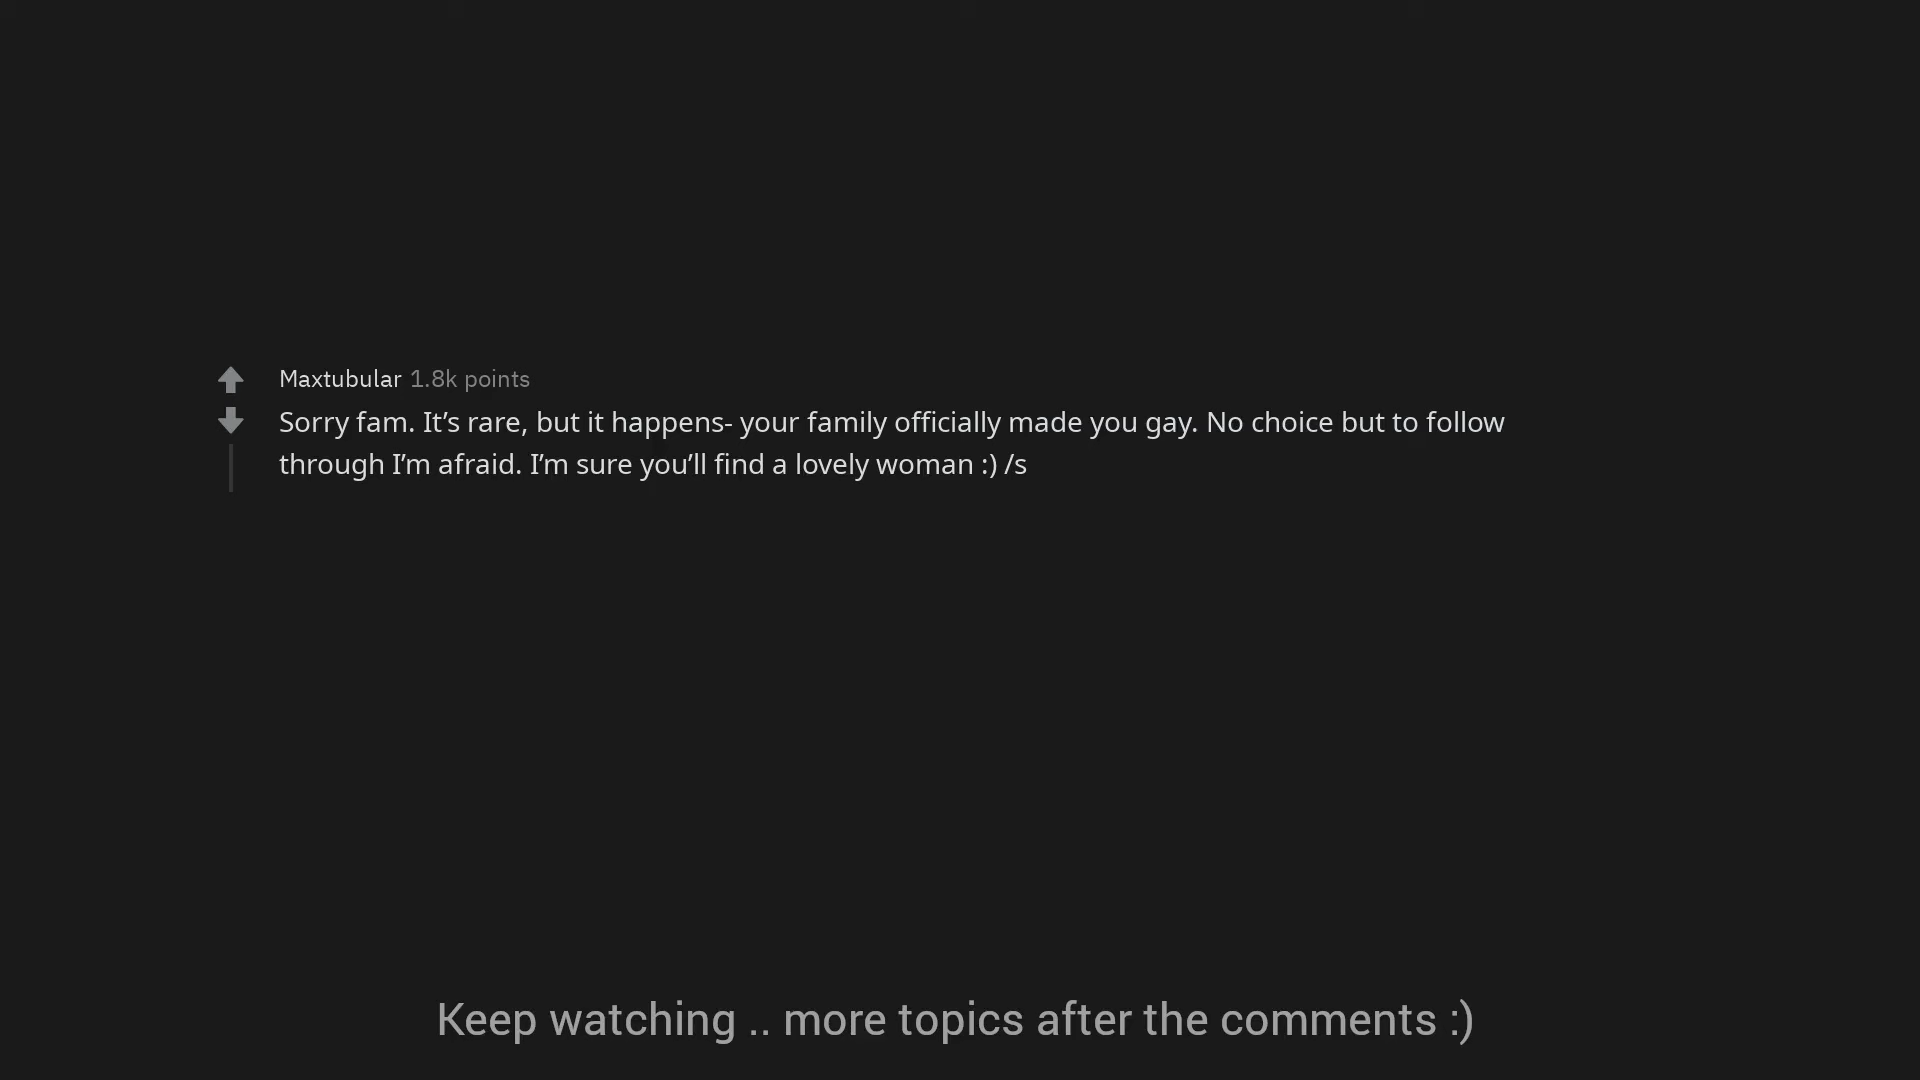 Maxtubular 1.8k points
Sorry fam. It’s rare, but it happens- your family officially made you gay. No choice but to follow
through I’m afraid. I’m sure you’ll find a lovely woman :) /s
Keep watching .. more topics after the comments :)